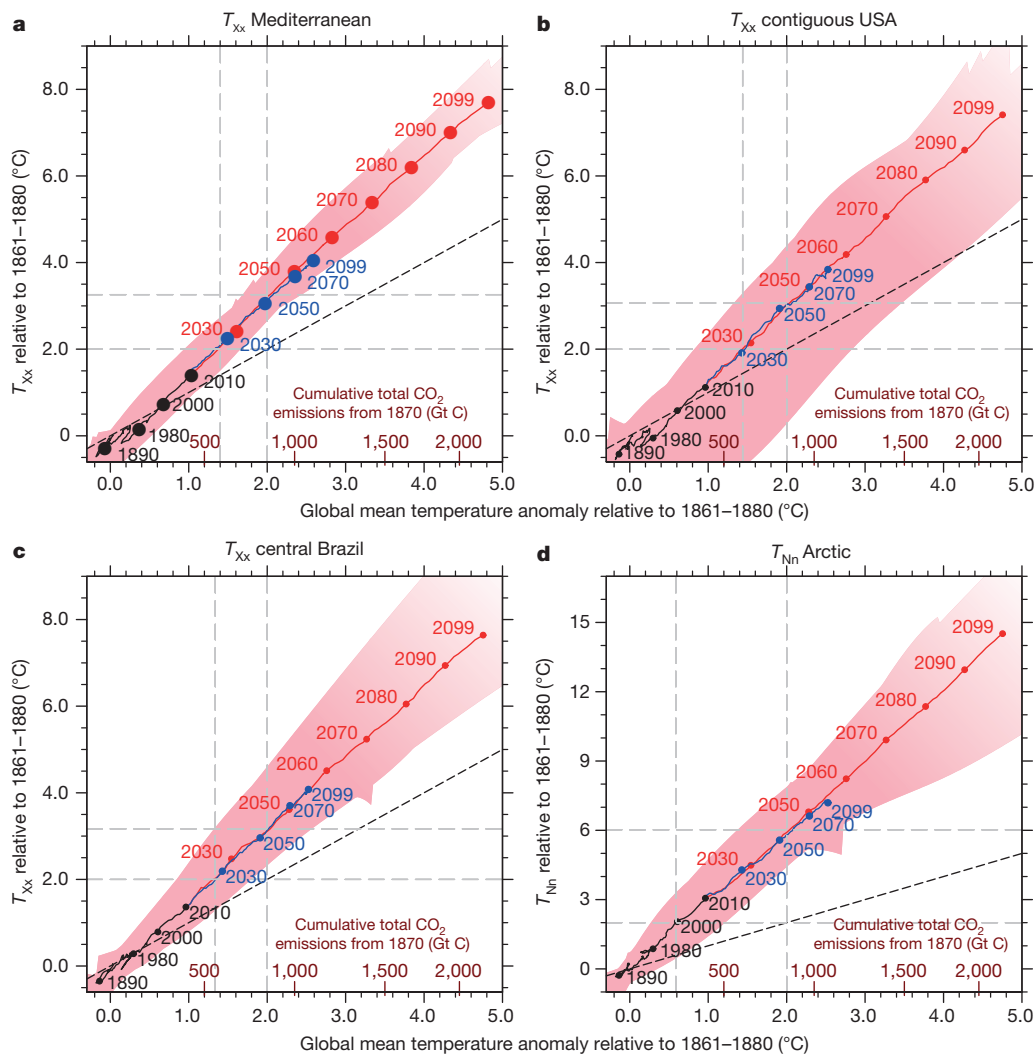 a
T_Xx Mediterranean
T_Xx relative to 1861–1880 (°C)
8.0
6.0
4.0
2.0
0
2099
2090
2080
2070
2060
2050
2099
2070
2050
2030
2030
2010
2000
1980
1890
Cumulative total CO₂
emissions from 1870 (Gt C)
500 1,000 1,500 2,000
0.0 1.0 2.0 3.0 4.0 5.0
Global mean temperature anomaly relative to 1861–1880 (°C)
b
T_Xx contiguous USA
T_Xx relative to 1861–1880 (°C)
8.0
6.0
4.0
2.0
0
2099
2090
2080
2070
2060
2050
2099
2070
2050
2030
2030
2010
2000
1980
1890
Cumulative total CO₂
emissions from 1870 (Gt C)
500 1,000 1,500 2,000
0.0 1.0 2.0 3.0 4.0 5.0
Global mean temperature anomaly relative to 1861–1880 (°C)
c
T_Xx central Brazil
T_Xx relative to 1861–1880 (°C)
8.0
6.0
4.0
2.0
0.0
2099
2090
2080
2070
2060
2050
2099
2070
2050
2030
2030
2010
2000
1980
1890
Cumulative total CO₂
emissions from 1870 (Gt C)
500 1,000 1,500 2,000
0.0 1.0 2.0 3.0 4.0 5.0
Global mean temperature anomaly relative to 1861–1880 (°C)
d
T_Nn Arctic
T_Nn relative to 1861–1880 (°C)
15
12
9
6
3
2
0
2099
2090
2080
2070
2060
2050
2099
2070
2050
2030
2030
2010
2000
1980
1890
Cumulative total CO₂
emissions from 1870 (Gt C)
500 1,000 1,500 2,000
0.0 1.0 2.0 3.0 4.0 5.0
Global mean temperature anomaly relative to 1861–1880 (°C)